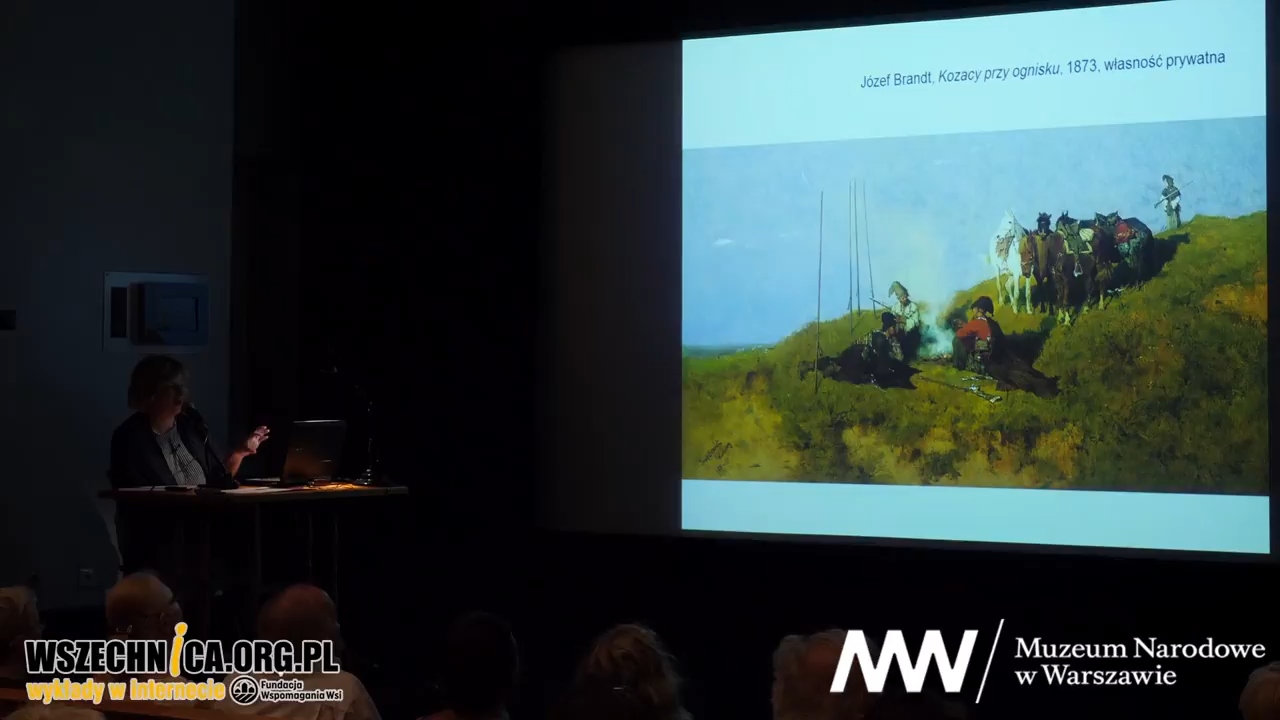 Józef Brandt, Kozacy przy ognisku, 1873, własność prywatna
WSZECHNICA.ORG.PL
wykłady w Internecie
Fundacja
Wspomagania Wsi
MNW
Muzeum Narodowe
w Warszawie